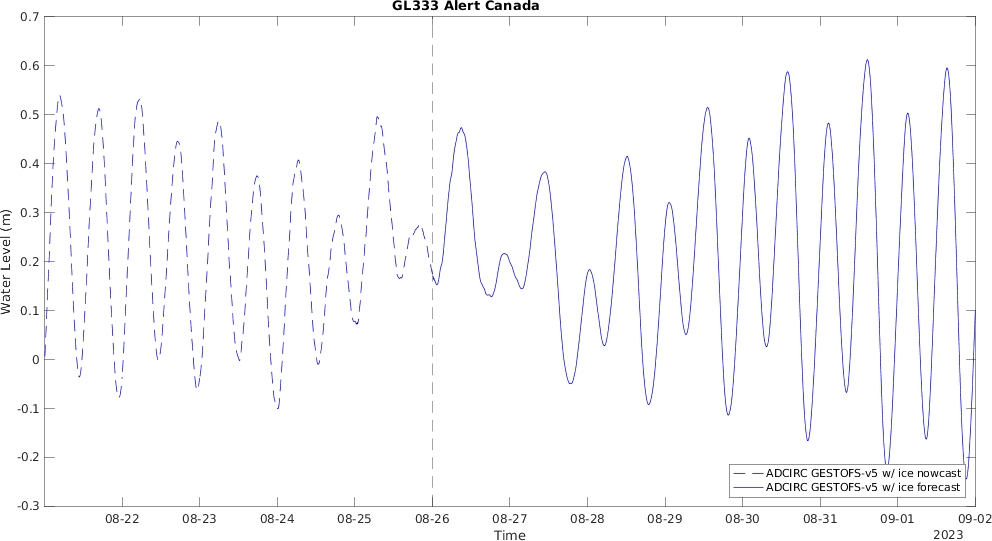 GL333 Alert Canada
0.7
0.6
0.5
0.4
0.3
0.2
0.1
0
-0.1
-0.2
-0.3
Water Level (m)
ADCIRC GESTOFS-v5 w/ ice nowcast
ADCIRC GESTOFS-v5 w/ ice forecast
08-22 08-23 08-24 08-25 08-26 08-27 08-28 08-29 08-30 08-31 09-01 09-02
Time
2023